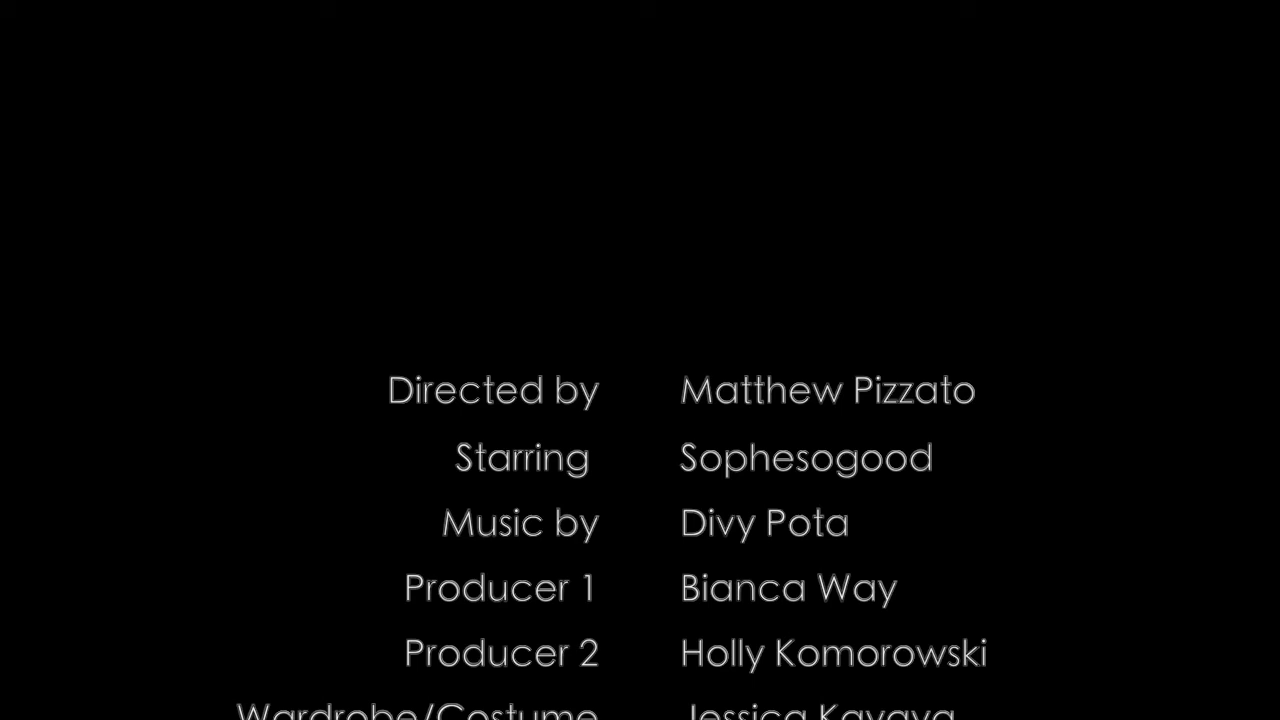 Directed by Matthew Pizzato
Starring Sophesogood
Music by Divy Pota
Producer 1 Bianca Way
Producer 2 Holly Komorowski
Wardrobe/Costume Jessica